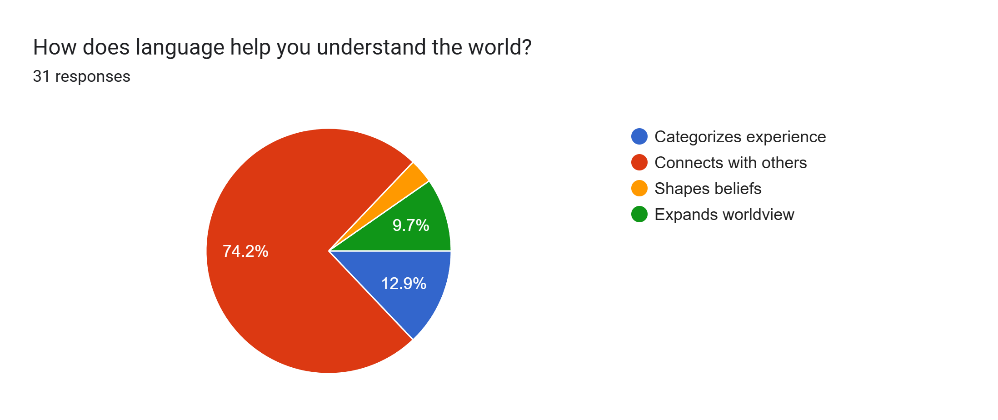 How does language help you understand the world?
31 responses
Categorizes experience
Connects with others
Shapes beliefs
Expands worldview
74.2%
9.7%
12.9%